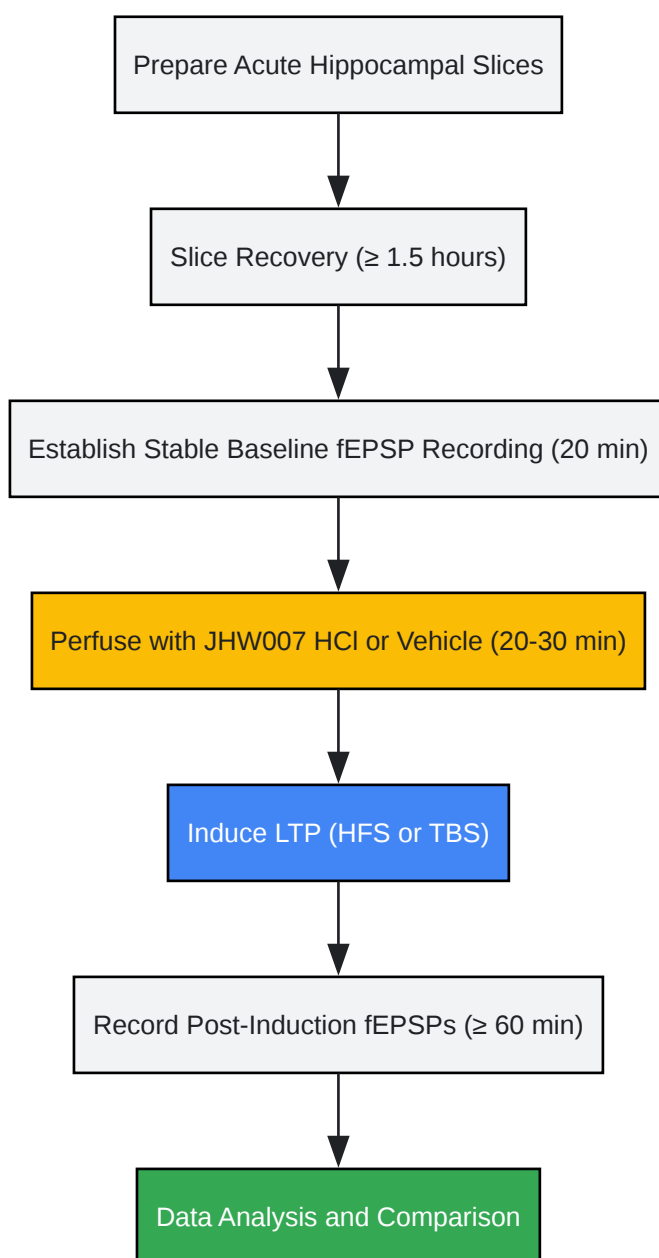 Prepare Acute Hippocampal Slices
Slice Recovery (≥ 1.5 hours)
Establish Stable Baseline fEPSP Recording (20 min)
Perfuse with JHW007 HCl or Vehicle (20-30 min)
Induce LTP (HFS or TBS)
Record Post-Induction fEPSPs (≥ 60 min)
Data Analysis and Comparison